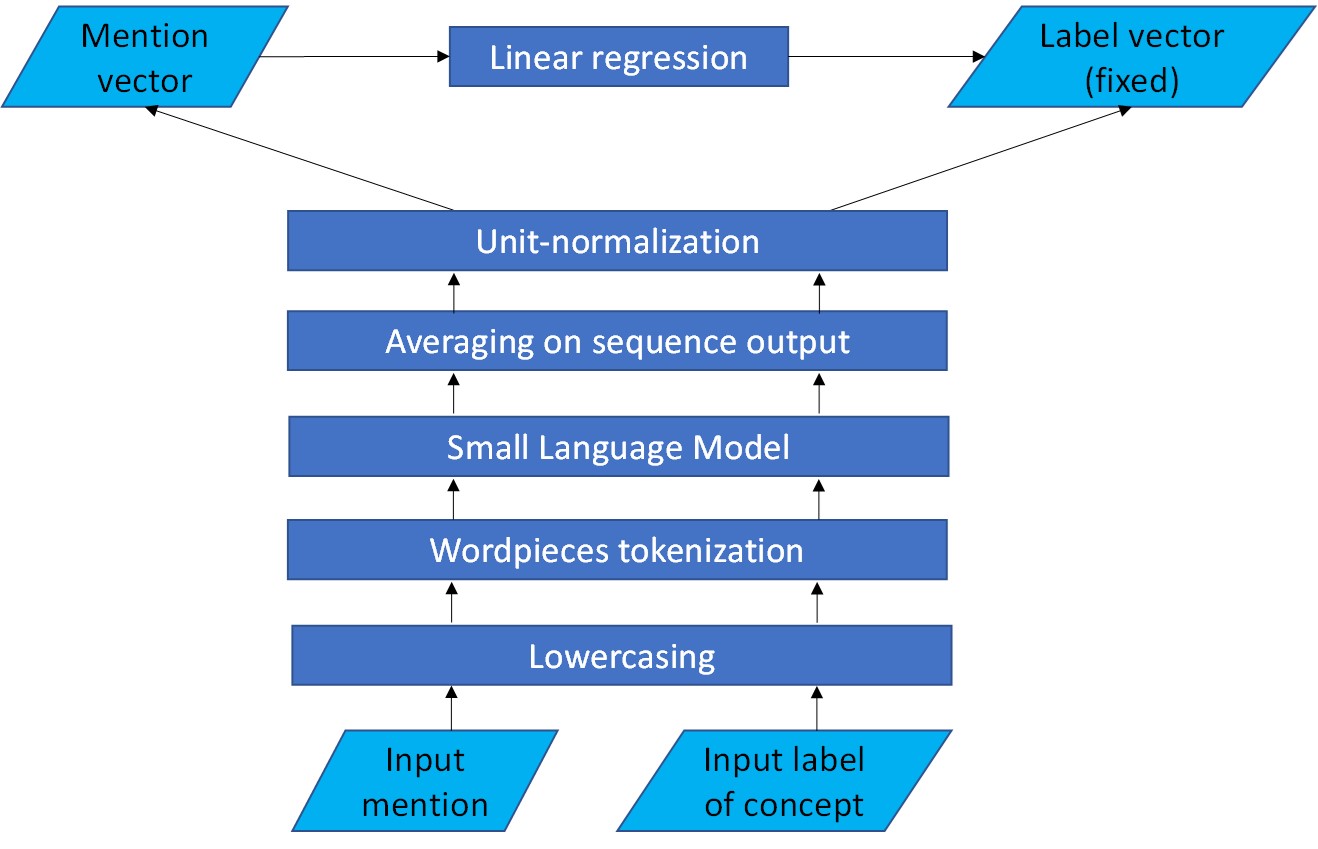 Mention
vector
Linear regression
Label vector
(fixed)
Unit-normalization
Averaging on sequence output
Small Language Model
Wordpieces tokenization
Lowercasing
Input
mention
Input label
of concept